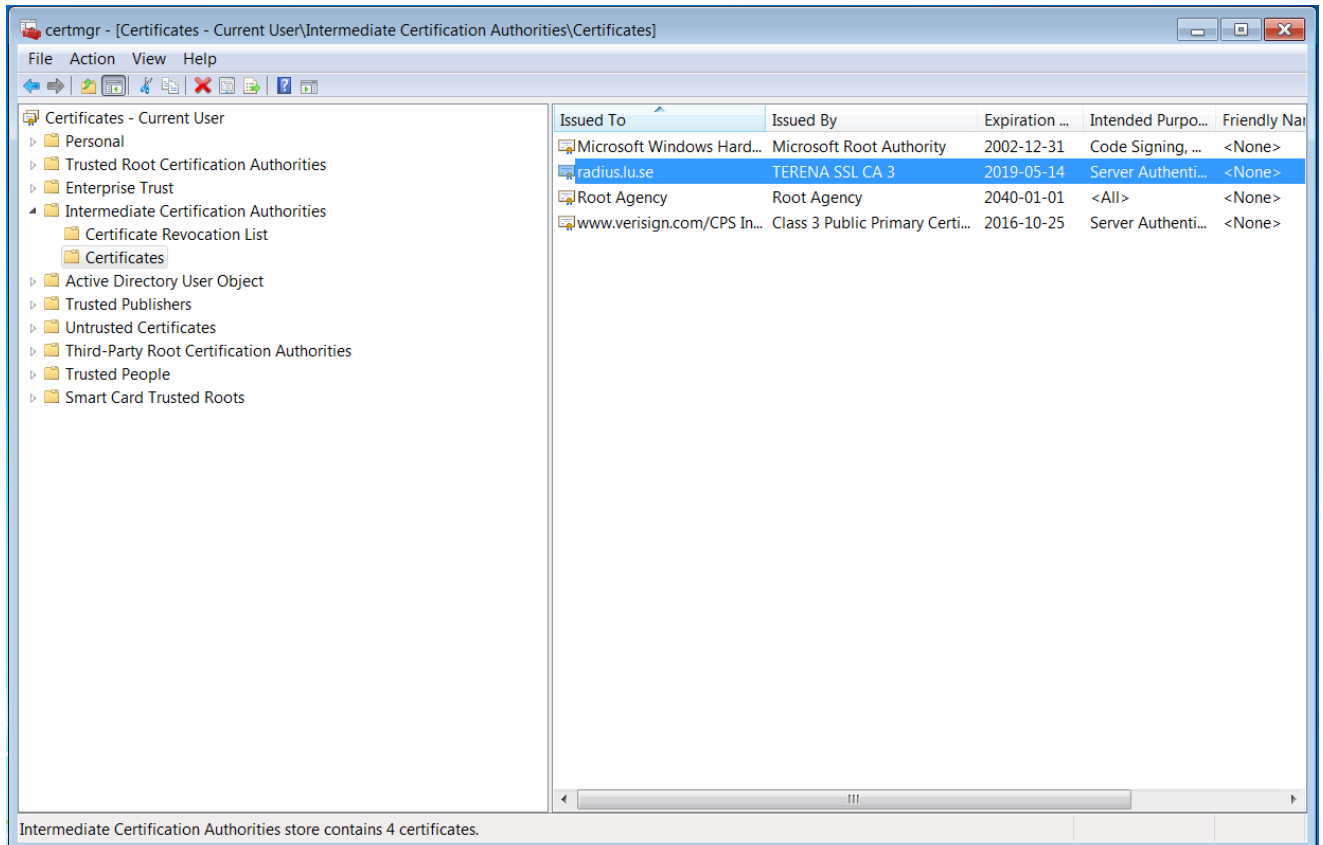 certmgr - [Certificates - Current User\Intermediate Certification Authorities\Certificates]
File Action View Help
Certificates - Current User
Personal
Trusted Root Certification Authorities
Enterprise Trust
Intermediate Certification Authorities
Certificate Revocation List
Certificates
Active Directory User Object
Trusted Publishers
Untrusted Certificates
Third-Party Root Certification Authorities
Trusted People
Smart Card Trusted Roots
Issued To Issued By Expiration ... Intended Purpo... Friendly Nar
Microsoft Windows Hard... Microsoft Root Authority 2002-12-31 Code Signing, ... <None>
radius.lu.se TERENA SSL CA 3 2019-05-14 Server Authenti... <None>
Root Agency Root Agency 2040-01-01 <All> <None>
www.verisign.com/CPS In... Class 3 Public Primary Certi... 2016-10-25 Server Authenti... <None>
Intermediate Certification Authorities store contains 4 certificates.